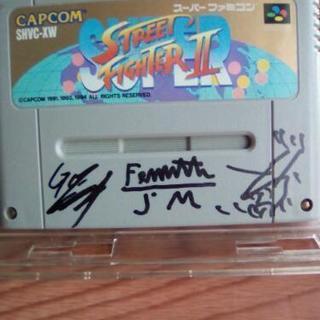 CAPCOM
SHVC-XW
スーパーファミコン
SUPER
STREET
FIGHTER II
©CAPCOM 1991, 1993, 1994 ALL RIGHTS RESERVED.
JM